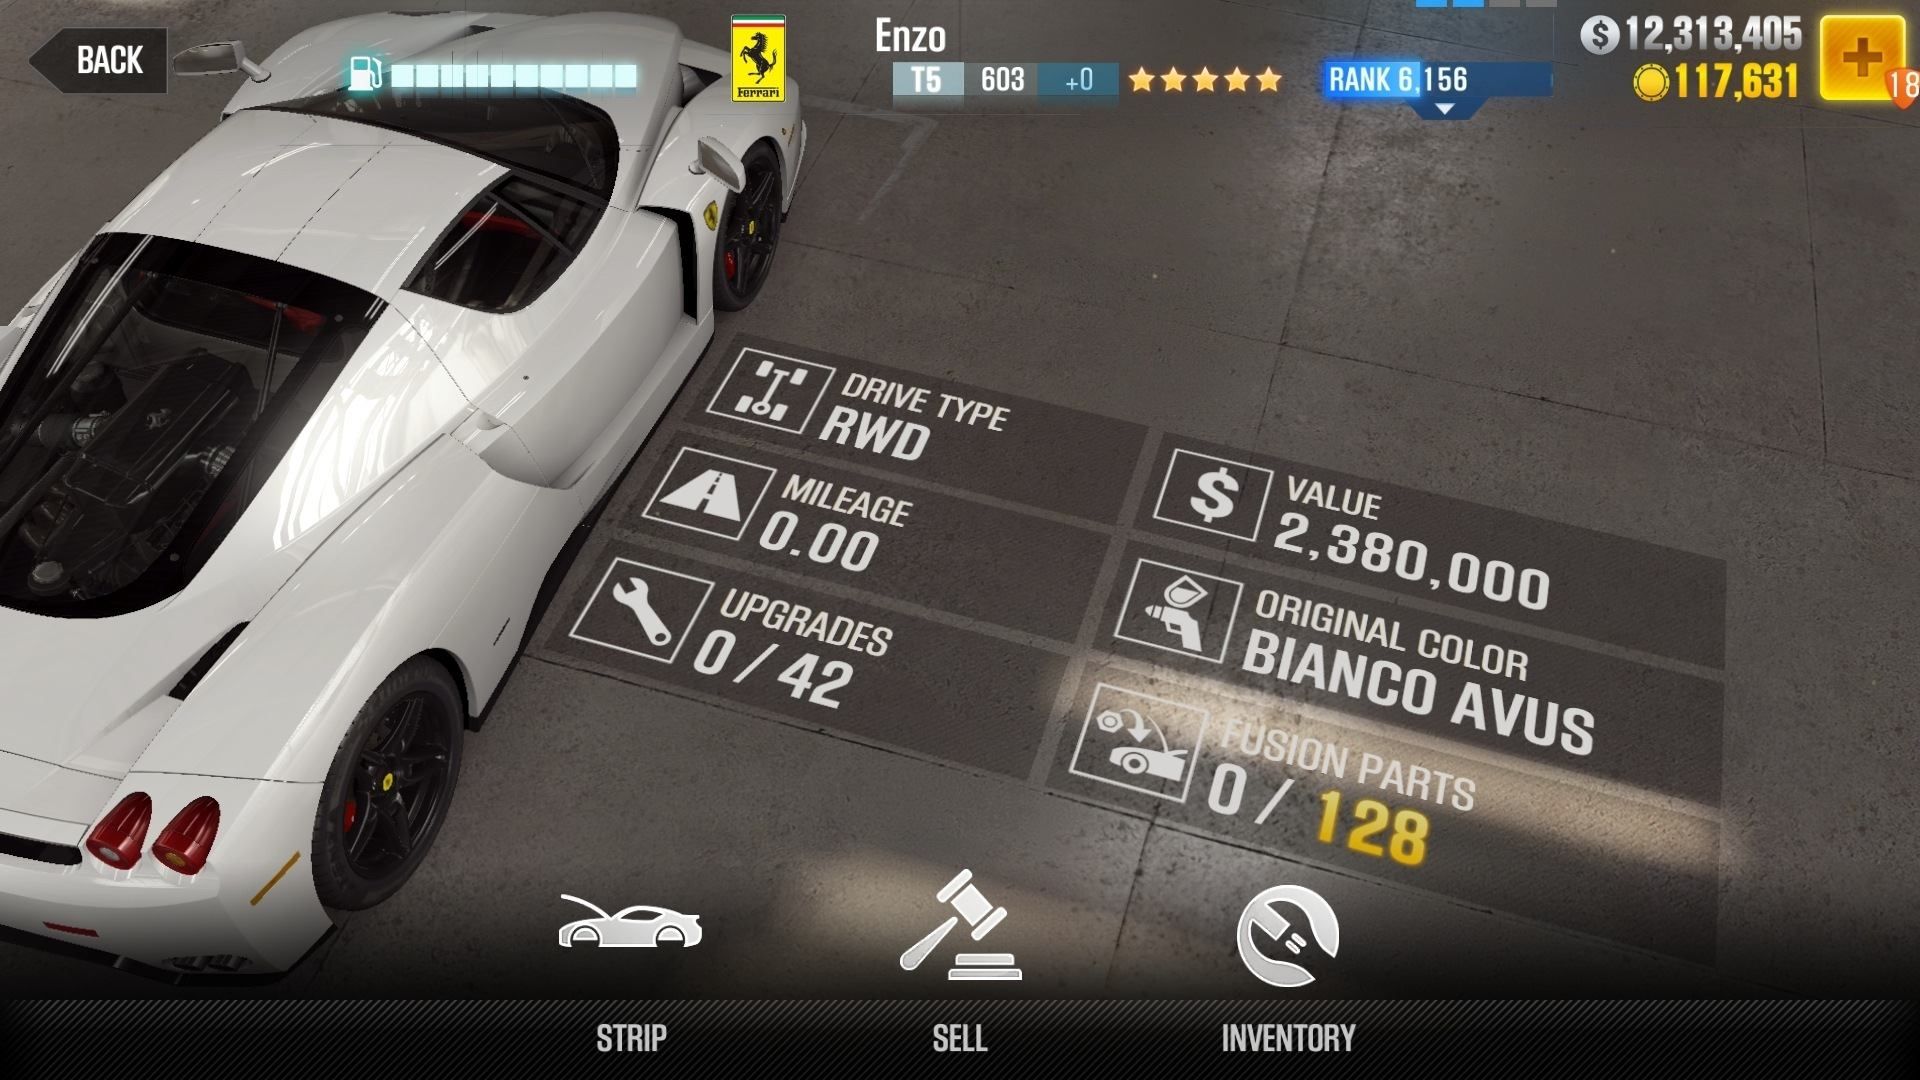 BACK
Ferrari
Enzo
T5 603 +0
RANK 6,156
12,313,405
117,631
18
DRIVE TYPE
RWD
MILEAGE
0.00
UPGRADES
0 / 42
VALUE
2,380,000
ORIGINAL COLOR
BIANCO AVUS
FUSION PARTS
0 / 128
STRIP
SELL
INVENTORY